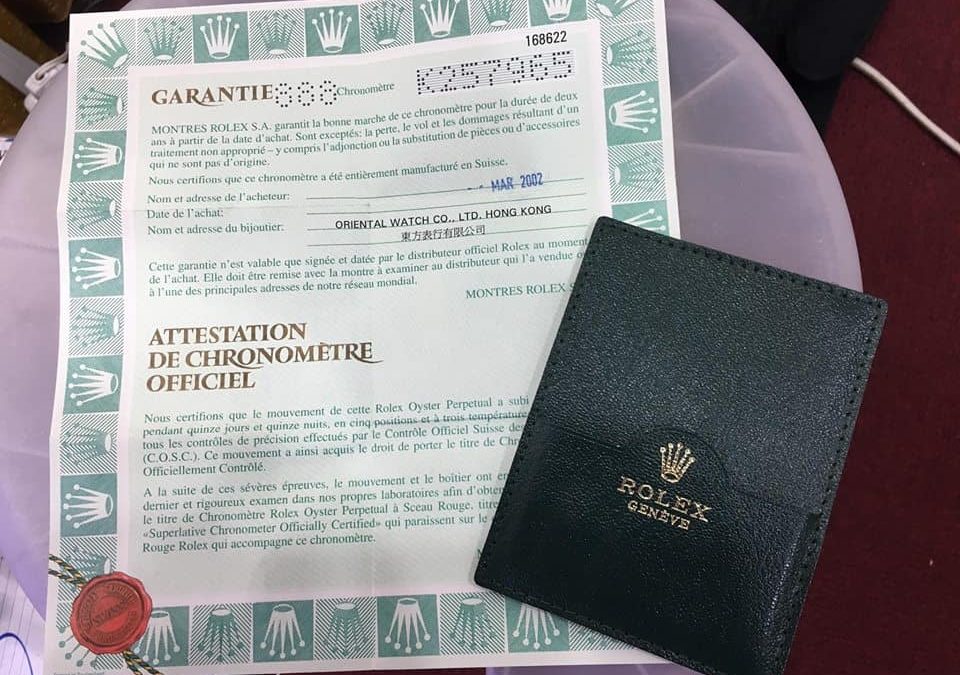 168622
GARANTIE 888 Chronomètre K257965
MONTRES ROLEX S.A. garantit la bonne marche de ce chronomètre pour la durée de deux
ans à partir de la date d'achat. Sont exceptés: la perte, le vol et les dommages résultant d'un
traitement non approprié – y compris l'adjonction ou la substitution de pièces ou d'accessoires
qui ne sont pas d'origine.
Nous certifions que ce chronomètre a été entièrement manufacturé en Suisse.
Nom et adresse de l'acheteur:
Date de l'achat: - - MAR 2002
Nom et adresse du bijoutier: ORIENTAL WATCH CO., LTD. HONG KONG
東方表行有限公司
Cette garantie n'est valable que signée et datée par le distributeur officiel Rolex au moment
de l'achat. Elle doit être remise avec la montre à examiner au distributeur qui l'a vendue
à l'une des principales adresses de notre réseau mondial.
MONTRES ROLEX
ATTESTATION
DE CHRONOMÈTRE
OFFICIEL
Nous certifions que le mouvement de cette Rolex Oyster Perpetual a subi
pendant quinze jours et quinze nuits, en cinq positions et à trois température
tous les contrôles de précision effectués par le Contrôle Officiel Suisse des
(C.O.S.C.). Ce mouvement a ainsi acquis le droit de porter le titre de Chr
Officiellement Contrôlé.
A la suite de ces sévères épreuves, le mouvement et le boîtier ont en
dernier et rigoureux examen dans nos propres laboratoires afin d'obten
le titre de Chronomètre Rolex Oyster Perpetual à Sceau Rouge, titre
«Superlative Chronometer Officially Certified» qui paraissent sur le
Rouge Rolex qui accompagne ce chronomètre.
ROLEX
GENÈVE